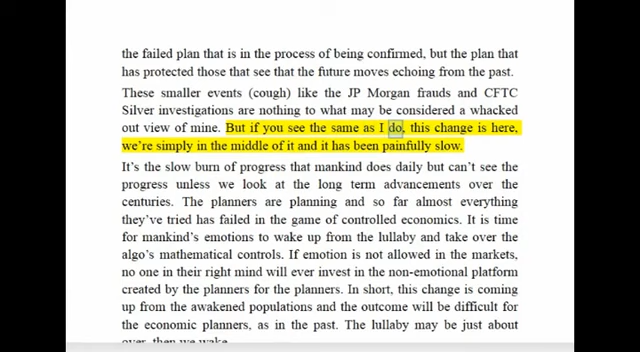 the failed plan that is in the process of being confirmed, but the plan that
has protected those that see that the future moves echoing from the past.
These smaller events (cough) like the JP Morgan frauds and CFTC
Silver investigations are nothing to what may be considered a whacked
out view of mine. But if you see the same as I do, this change is here,
we're simply in the middle of it and it has been painfully slow.
It's the slow burn of progress that mankind does daily but can't see the
progress unless we look at the long term advancements over the
centuries. The planners are planning and so far almost everything
they've tried has failed in the game of controlled economics. It is time
for mankind's emotions to wake up from the lullaby and take over the
algo's mathematical controls. If emotion is not allowed in the markets,
no one in their right mind will ever invest in the non-emotional platform
created by the planners for the planners. In short, this change is coming
up from the awakened populations and the outcome will be difficult for
the economic planners, as in the past. The lullaby may be just about
over, then we wake